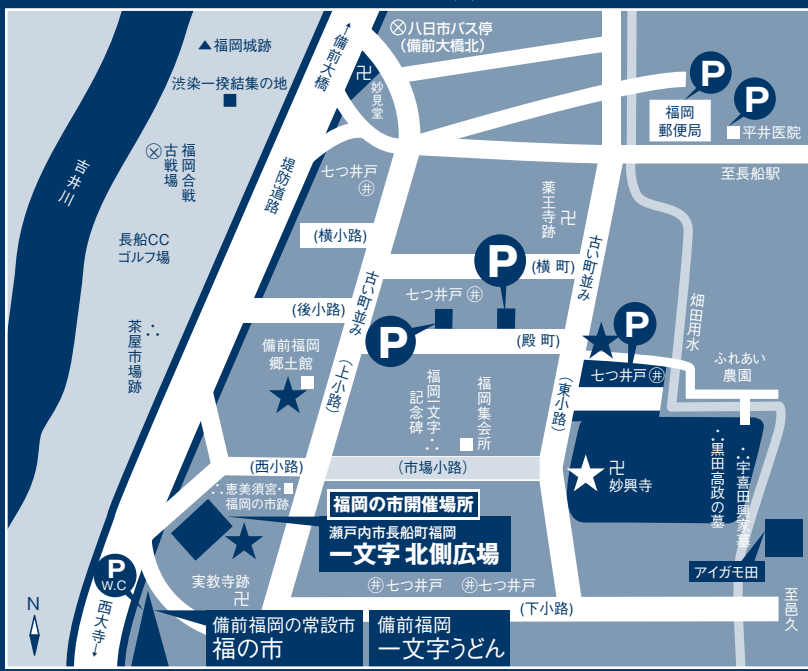 ←備前大橋
八日市バス停
(備前大橋北)
▲福岡城跡
渋染一揆結集の地
卍
妙見堂
P
P
福岡
郵便局
平井医院
至長船駅
福岡合戦
古戦場
吉井川
堤防道路
七つ井戸
井
薬王寺跡
卍
長船CC
ゴルフ場
(横小路)
古い町並み
P
(横 町)
古い町並み
七つ井戸 井
(後小路)
P
(殿 町)
P
畑田用水
茶屋市場跡
備前福岡
郷土館
(上小路)
福岡一文字
記念碑
福岡集会所
(東小路)
七つ井戸 井
ふれあい
農園
(西小路)
(市場小路)
卍
妙興寺
黒田高政の墓
宇喜田興家墓
恵美須宮・
福岡の市跡
福岡の市開催場所
瀬戸内市長船町福岡
一文字 北側広場
アイガモ田
P
W.C
実教寺跡
卍
井 七つ井戸
井 七つ井戸
(下小路)
至邑久
N
西大寺→
備前福岡の常設市
福の市
備前福岡
一文字うどん